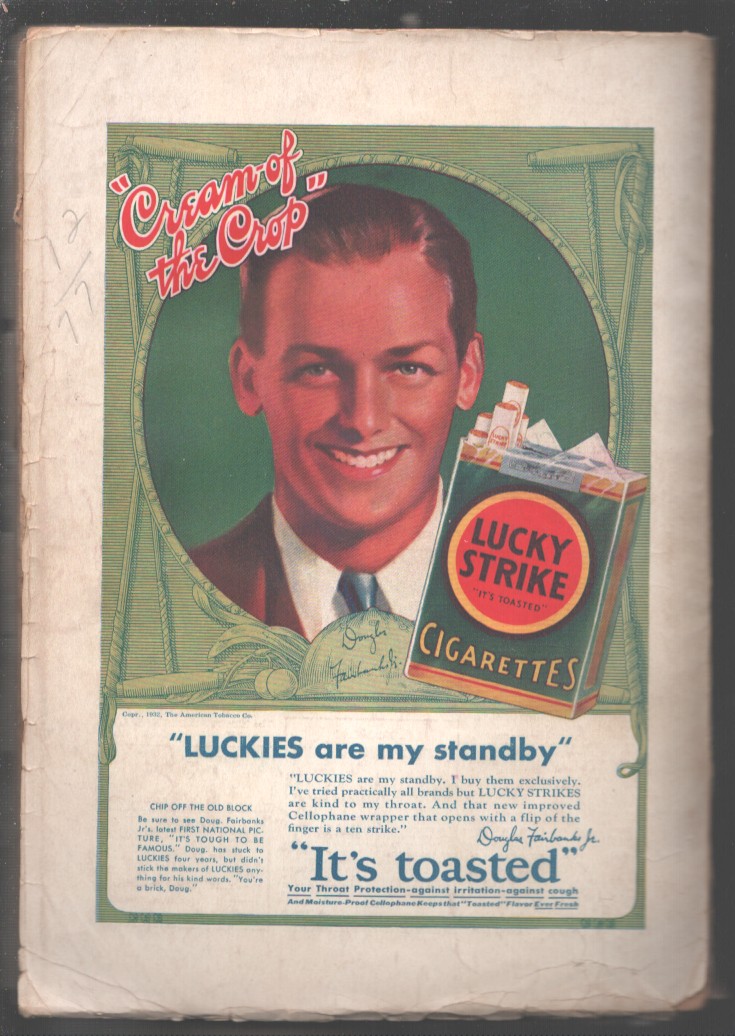 "Cream of
the Crop"
12
77
LUCKY
STRIKE
"IT'S TOASTED"
CIGARETTES
Douglas
Fairbanks Jr.
Copr., 1932, The American Tobacco Co.
"LUCKIES are my standby"
"LUCKIES are my standby. I buy them exclusively.
I've tried practically all brands but LUCKY STRIKES
are kind to my throat. And that new improved
Cellophane wrapper that opens with a flip of the
finger is a ten strike."
Douglas Fairbanks Jr.
CHIP OFF THE OLD BLOCK
Be sure to see Doug. Fairbanks
Jr's. latest FIRST NATIONAL PIC-
TURE, "IT'S TOUGH TO BE
FAMOUS." Doug. has stuck to
LUCKIES four years, but didn't
stick the makers of LUCKIES any-
thing for his kind words. "You're
a brick, Doug."
"It's toasted"
Your Throat Protection—against irritation—against cough
And Moisture-Proof Cellophane Keeps that "Toasted" Flavor Ever Fresh